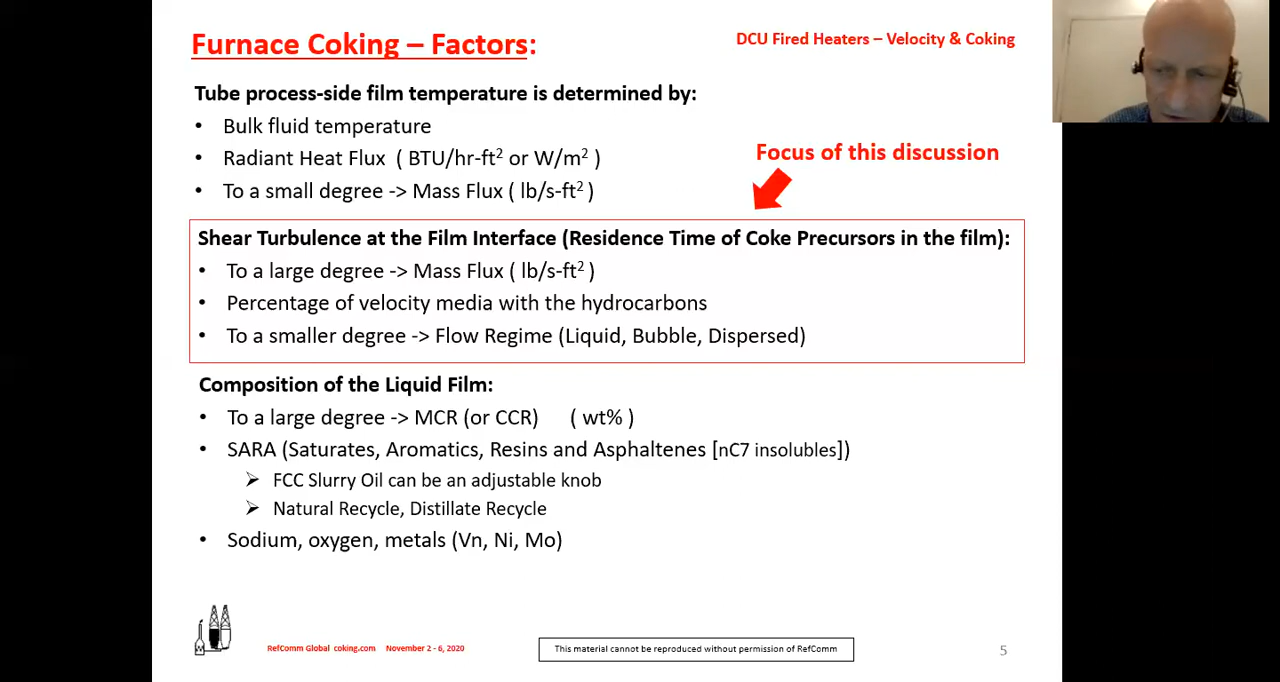 Furnace Coking – Factors:
DCU Fired Heaters – Velocity & Coking
Tube process-side film temperature is determined by:
• Bulk fluid temperature
• Radiant Heat Flux ( BTU/hr-ft² or W/m² )
• To a small degree -> Mass Flux ( lb/s-ft² )
Focus of this discussion
Shear Turbulence at the Film Interface (Residence Time of Coke Precursors in the film):
• To a large degree -> Mass Flux ( lb/s-ft² )
• Percentage of velocity media with the hydrocarbons
• To a smaller degree -> Flow Regime (Liquid, Bubble, Dispersed)
Composition of the Liquid Film:
• To a large degree -> MCR (or CCR) ( wt% )
• SARA (Saturates, Aromatics, Resins and Asphaltenes [nC7 insolubles])
➢ FCC Slurry Oil can be an adjustable knob
➢ Natural Recycle, Distillate Recycle
• Sodium, oxygen, metals (Vn, Ni, Mo)
RefComm Global coking.com November 2 - 6, 2020
This material cannot be reproduced without permission of RefComm
5